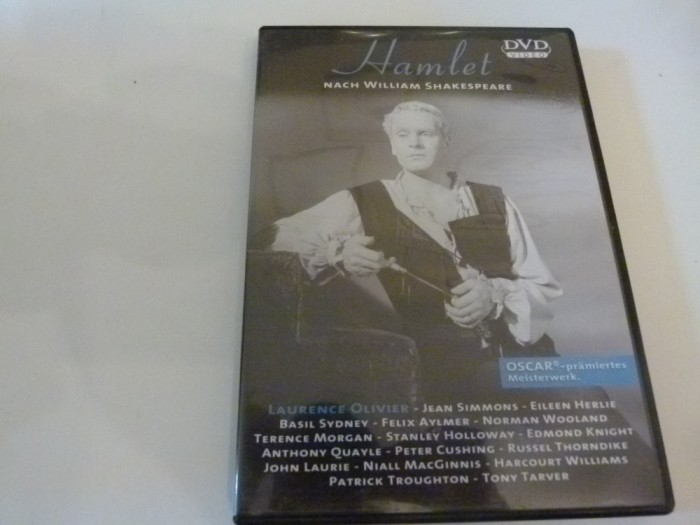 Hamlet
DVD
VIDEO
NACH WILLIAM SHAKESPEARE
OSCAR®-prämiertes
Meisterwerk.
LAURENCE OLIVIER - JEAN SIMMONS - EILEEN HERLIE
BASIL SYDNEY - FELIX AYLMER - NORMAN WOOLAND
TERENCE MORGAN - STANLEY HOLLOWAY - EDMOND KNIGHT
ANTHONY QUAYLE - PETER CUSHING - RUSSEL THORNDIKE
JOHN LAURIE - NIALL MACGINNIS - HARCOURT WILLIAMS
PATRICK TROUGHTON - TONY TARVER